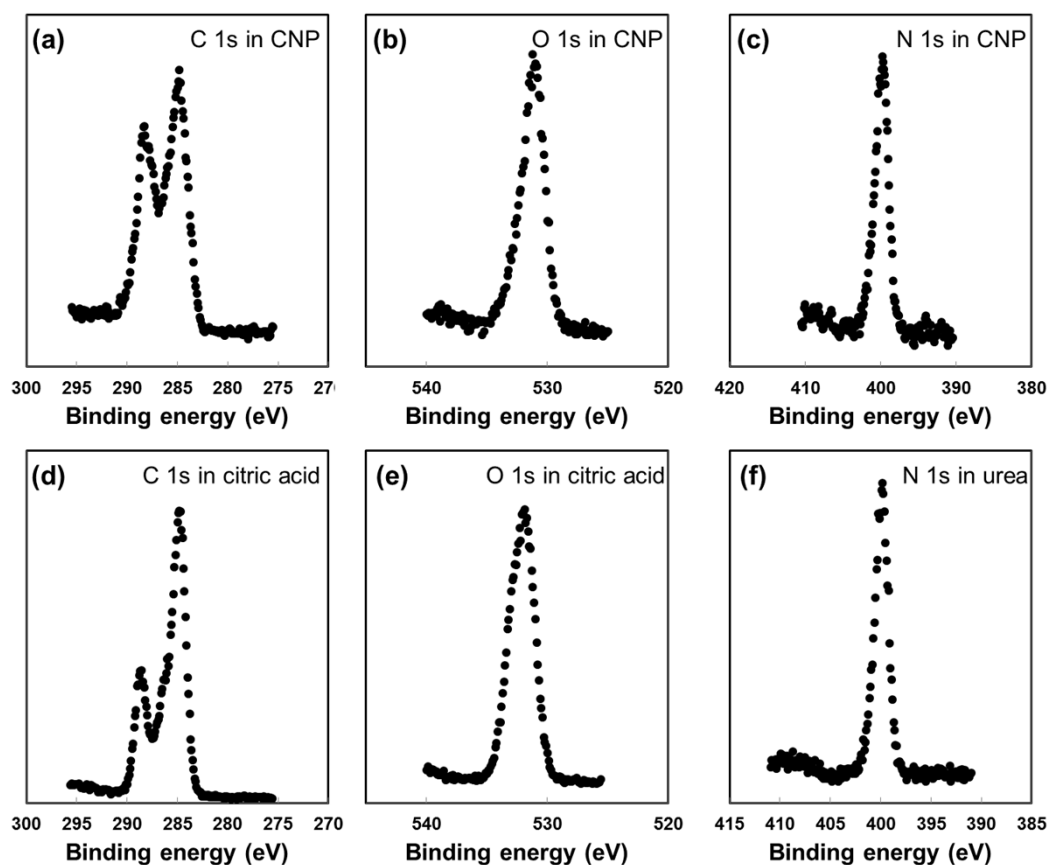 (a) C 1s in CNP
(b) O 1s in CNP
(c) N 1s in CNP
300 295 290 285 280 275 27
540 530 520
420 410 400 390 380
Binding energy (eV)
Binding energy (eV)
Binding energy (eV)
(d) C 1s in citric acid
(e) O 1s in citric acid
(f) N 1s in urea
300 295 290 285 280 275 270
540 530 520
415 410 405 400 395 390 385
Binding energy (eV)
Binding energy (eV)
Binding energy (eV)